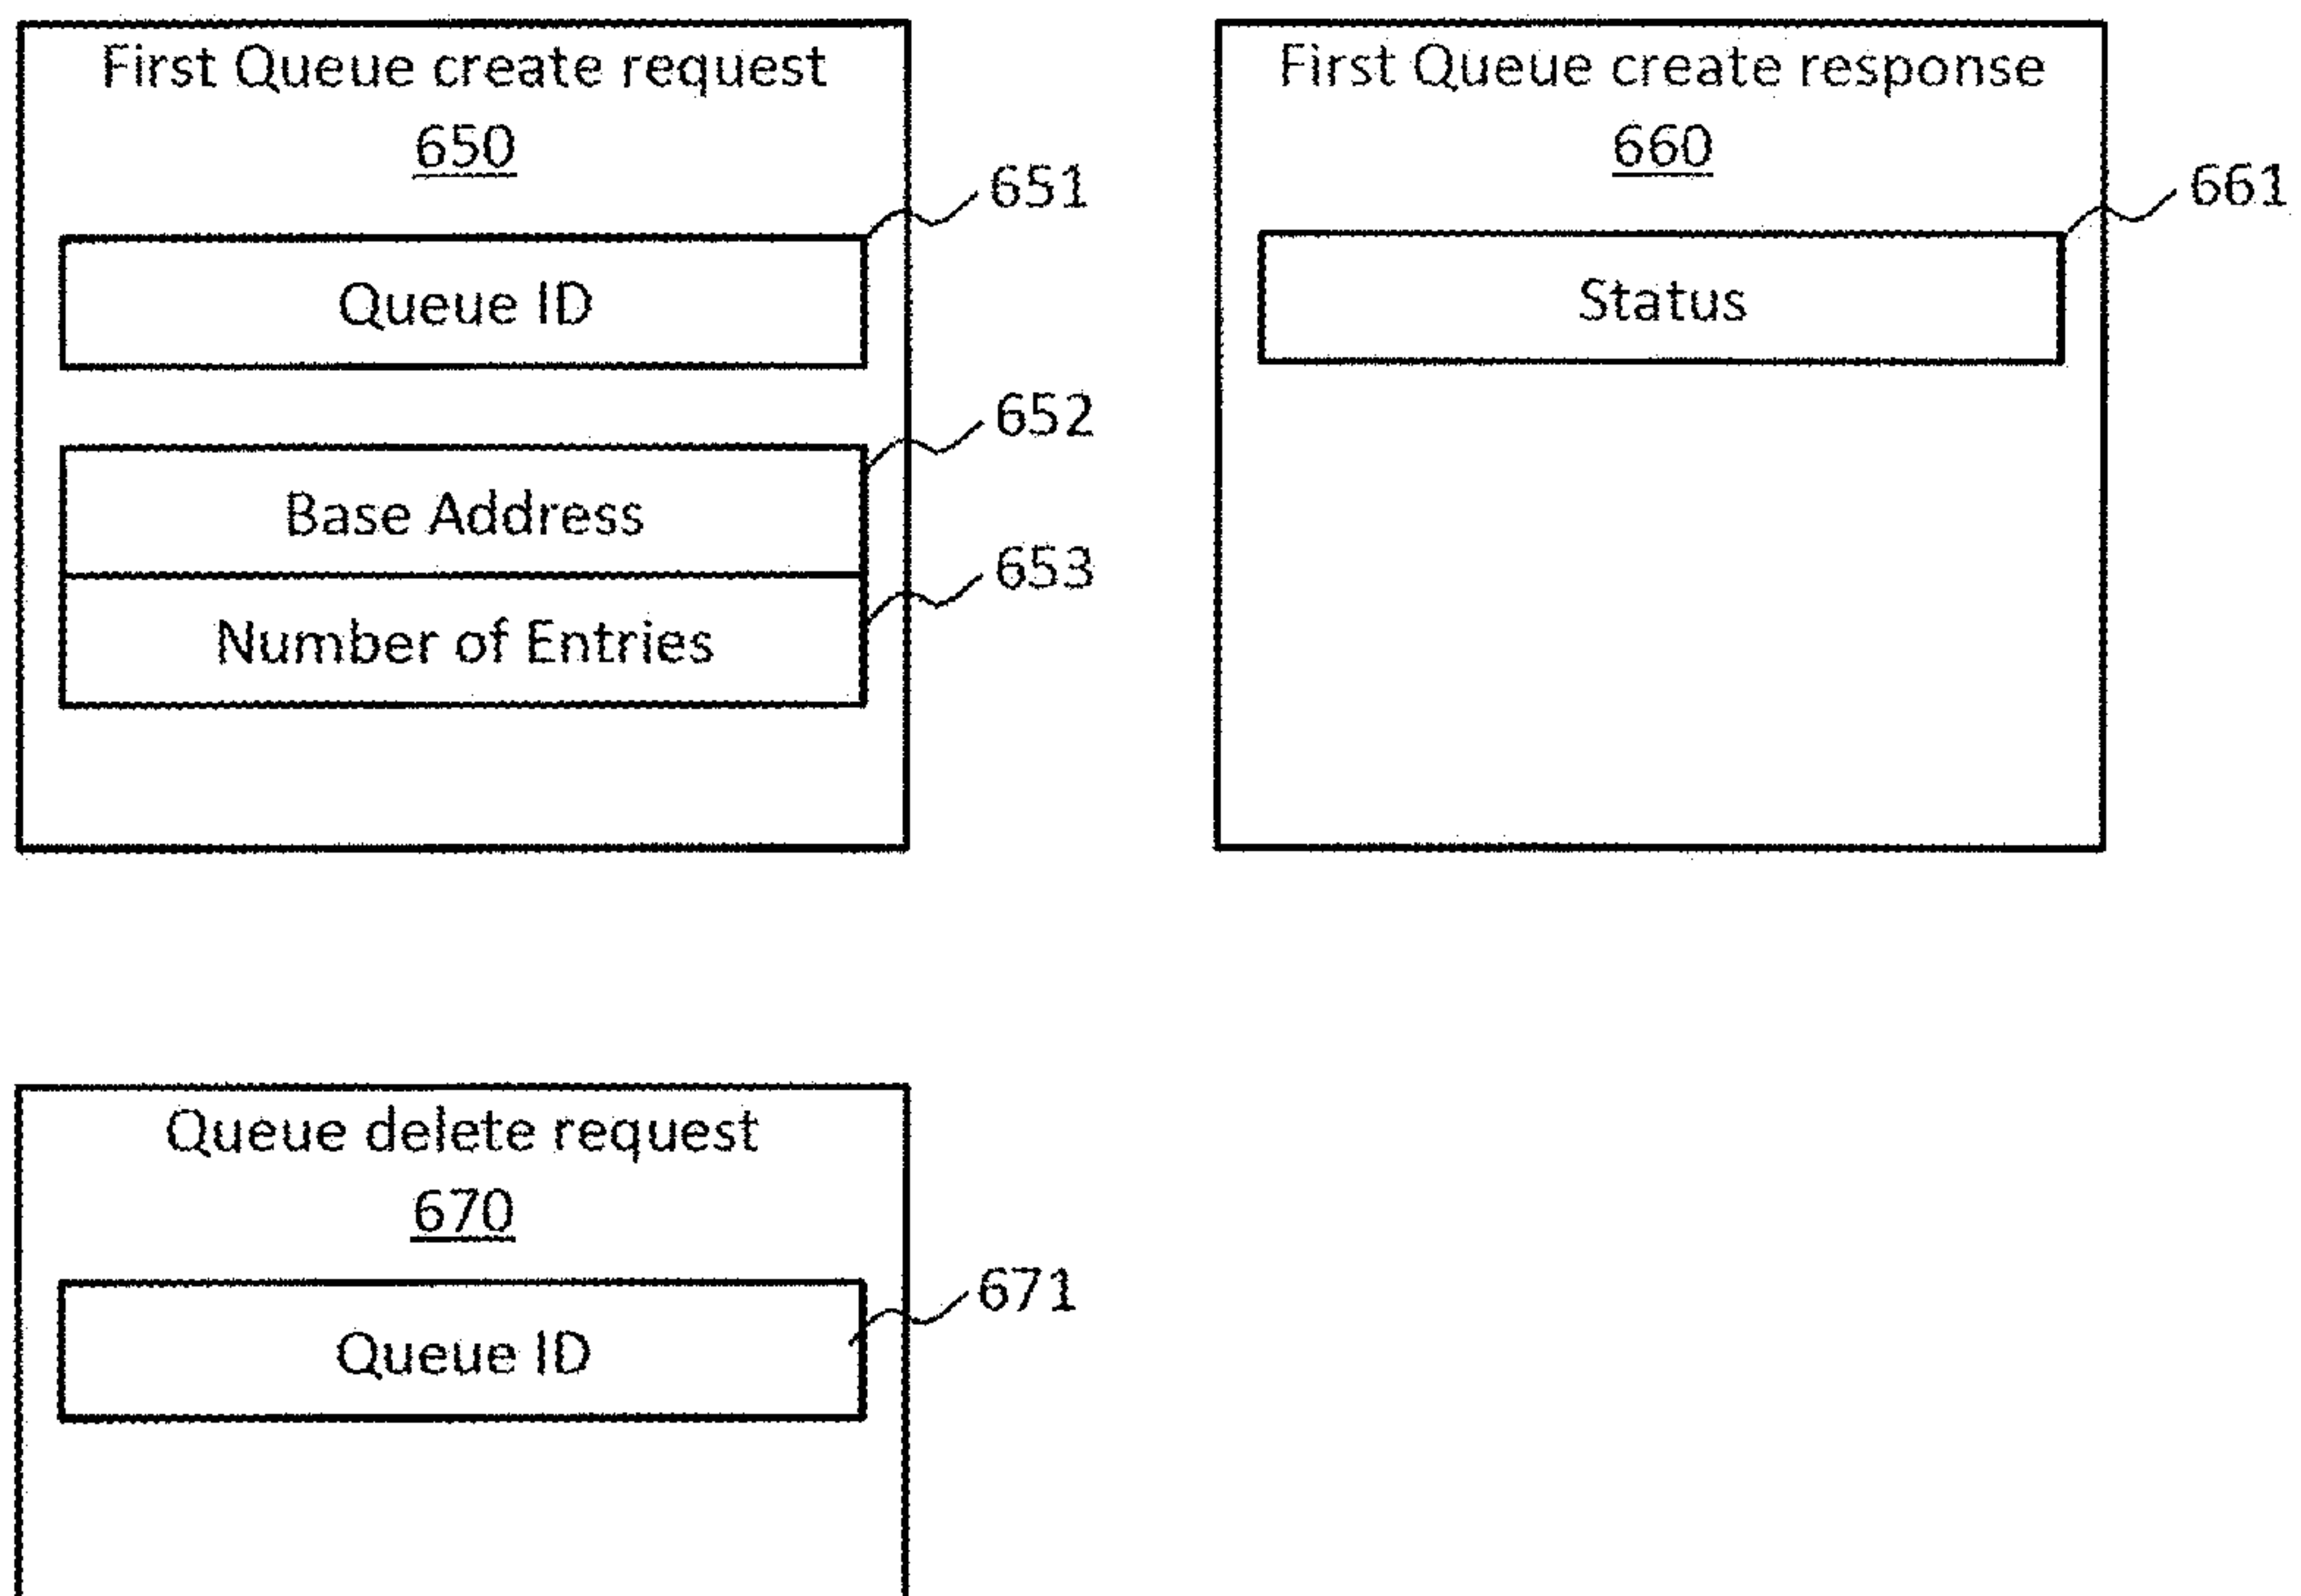 First Queue create request
650
651
Queue ID
652
Base Address
653
Number of Entries
First Queue create response
660
661
Status
Queue delete request
670
671
Queue ID